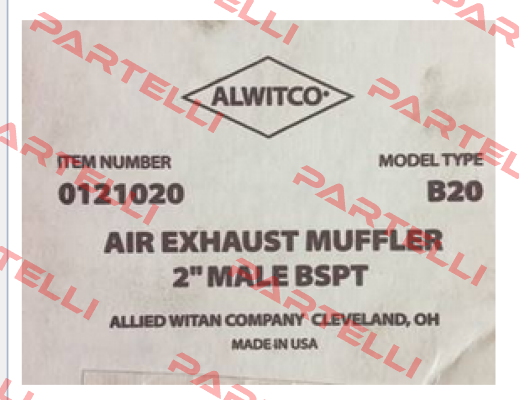 ALWITCO
ITEM NUMBER
MODEL TYPE
0121020
B20
AIR EXHAUST MUFFLER
2" MALE BSPT
ALLIED WITAN COMPANY CLEVELAND, OH
MADE IN USA
PARTELLI
PARTELLI
PARTELLI
PARTELLI
PARTELLI